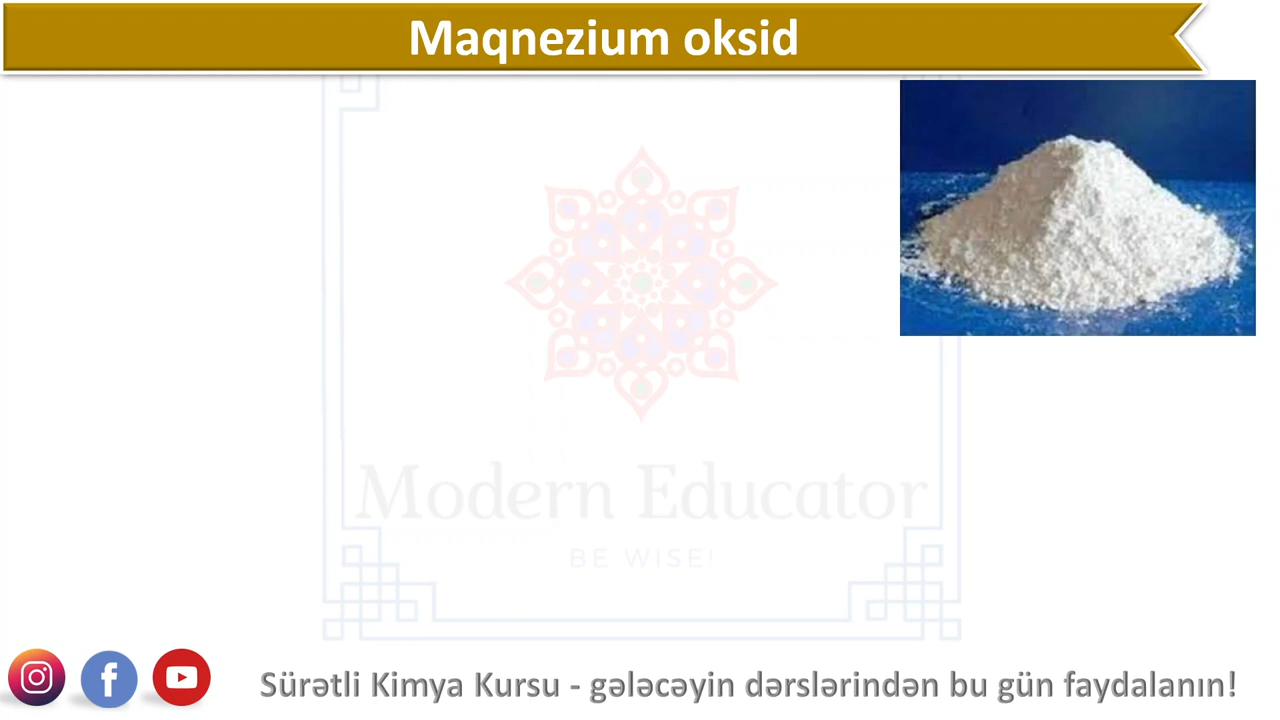 Maqnezium oksid
Modern Educator
BE WISE!
Sürətli Kimya Kursu - gələcəyin dərslərindən bu gün faydalanın!